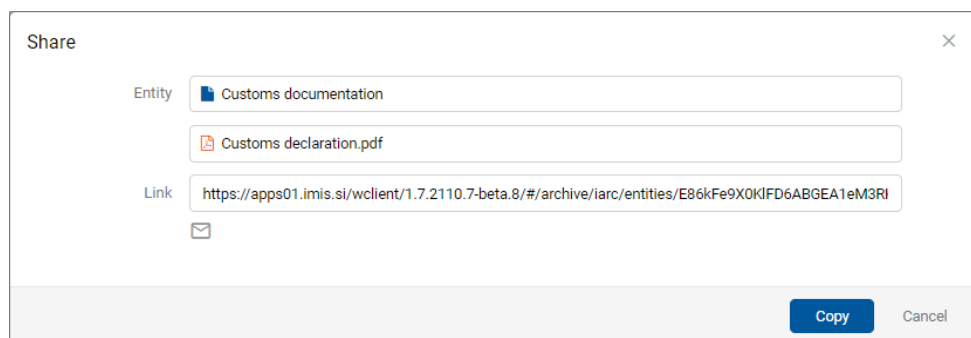 Share
Entity
Customs documentation
Customs declaration.pdf
Link
https://apps01.imis.si/wclient/1.7.2110.7-beta.8/#/archive/iarc/entities/E86kFe9X0KlFD6ABGEA1eM3R
Copy
Cancel